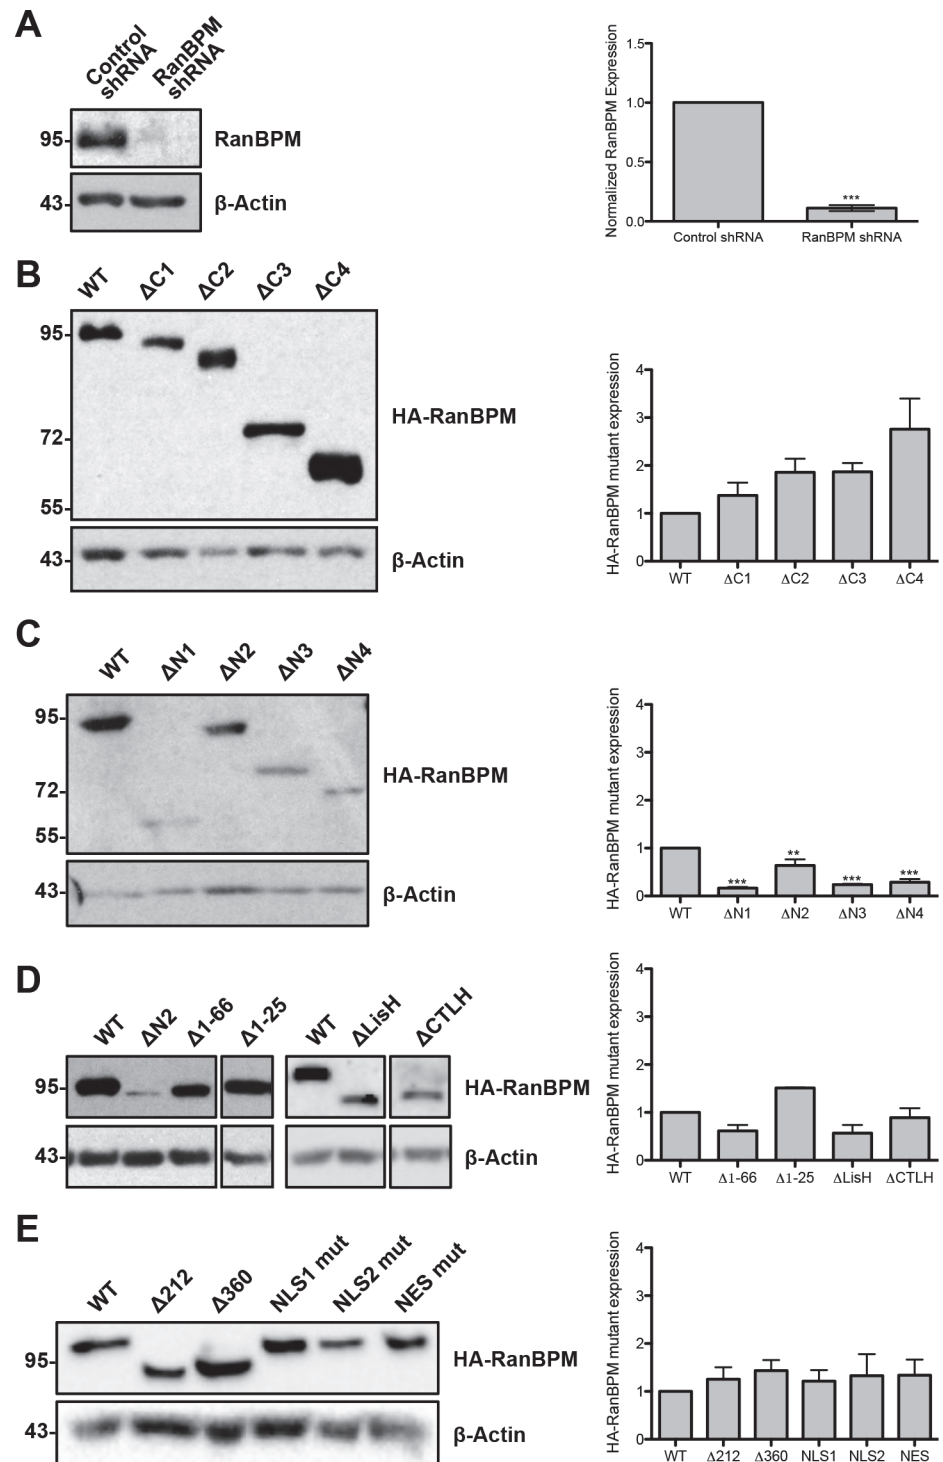 A
Control shRNA
RanBPM shRNA
95-
RanBPM
43-
β-Actin
Normalized RanBPM Expression
1.5
1.0
0.5
0.0
***
Control shRNA RanBPM shRNA
B
WT ΔC1 ΔC2 ΔC3 ΔC4
95-
72-
55-
HA-RanBPM
43-
β-Actin
HA-RanBPM mutant expression
4
3
2
1
0
WT ΔC1 ΔC2 ΔC3 ΔC4
C
WT ΔN1 ΔN2 ΔN3 ΔN4
95-
72-
55-
HA-RanBPM
43-
β-Actin
HA-RanBPM mutant expression
4
3
2
1
0
*** ** *** ***
WT ΔN1 ΔN2 ΔN3 ΔN4
D
WT ΔN2 Δ1-66 Δ1-25 WT ΔLisH ΔCTLH
95-
HA-RanBPM
43-
β-Actin
HA-RanBPM mutant expression
4
3
2
1
0
WT Δ1-66 Δ1-25 ΔLisH ΔCTLH
E
WT Δ212 Δ360 NLS1 mut NLS2 mut NES mut
95-
HA-RanBPM
43-
β-Actin
HA-RanBPM mutant expression
4
3
2
1
0
WT Δ212 Δ360 NLS1 NLS2 NES